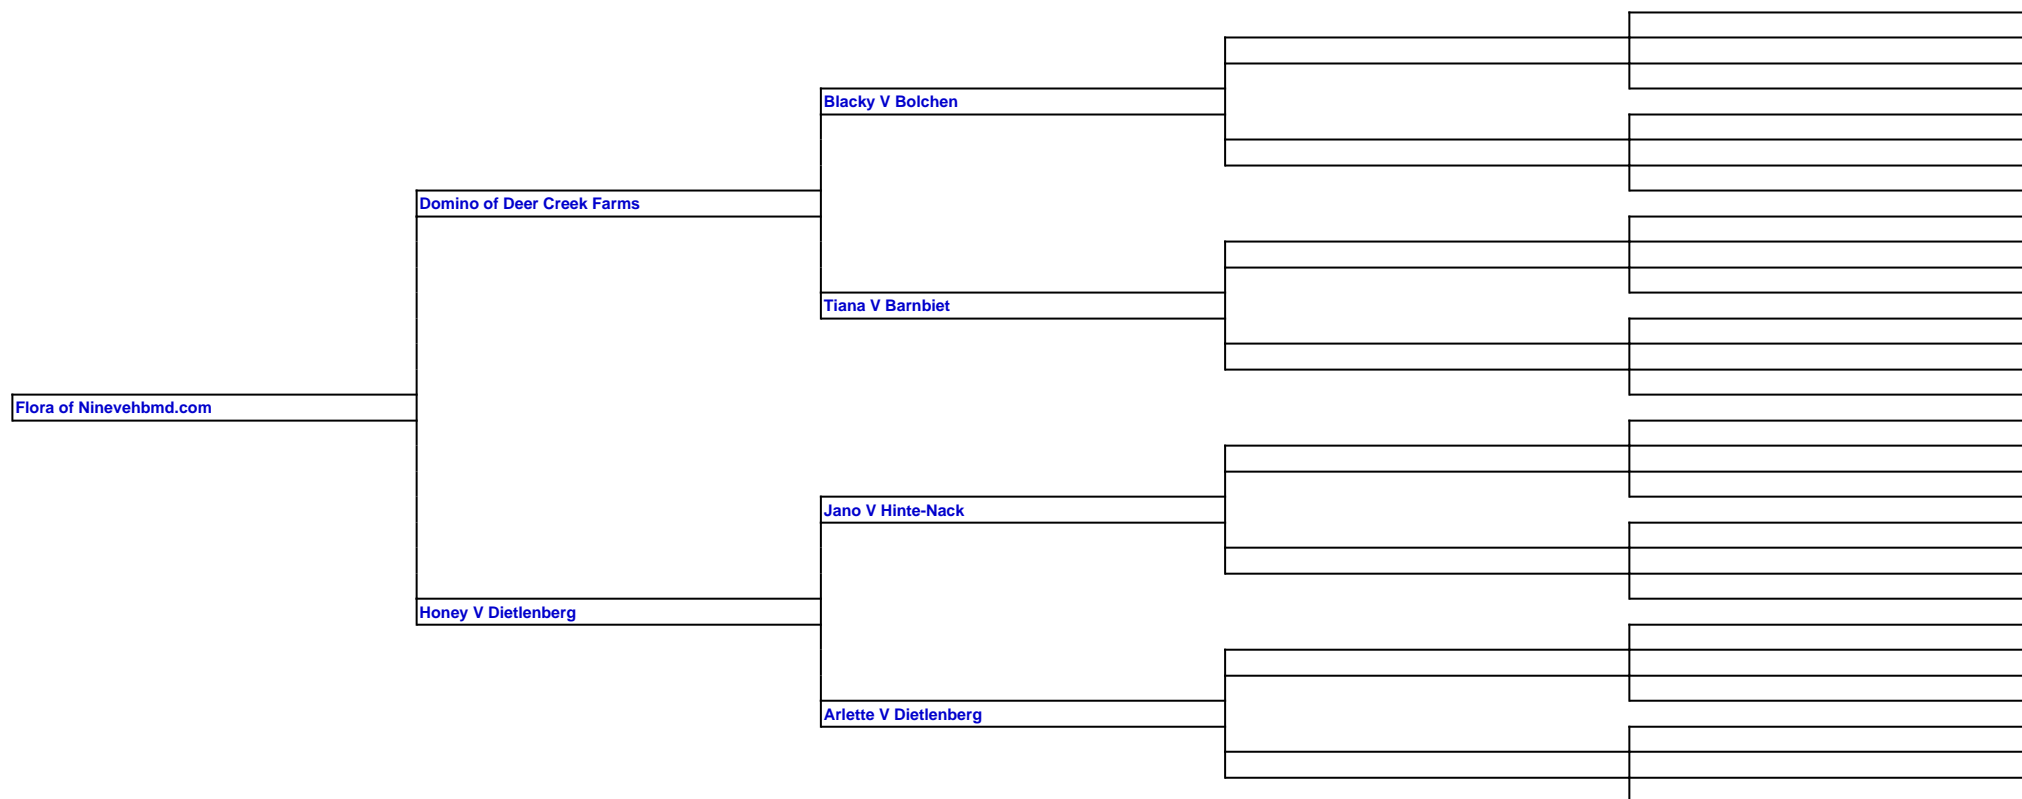 Blacky V Bolchen
Domino of Deer Creek Farms
Tiana V Barnbiet
Flora of Ninevehbmd.com
Jano V Hinte-Nack
Honey V Dietlenberg
Arlette V Dietlenberg